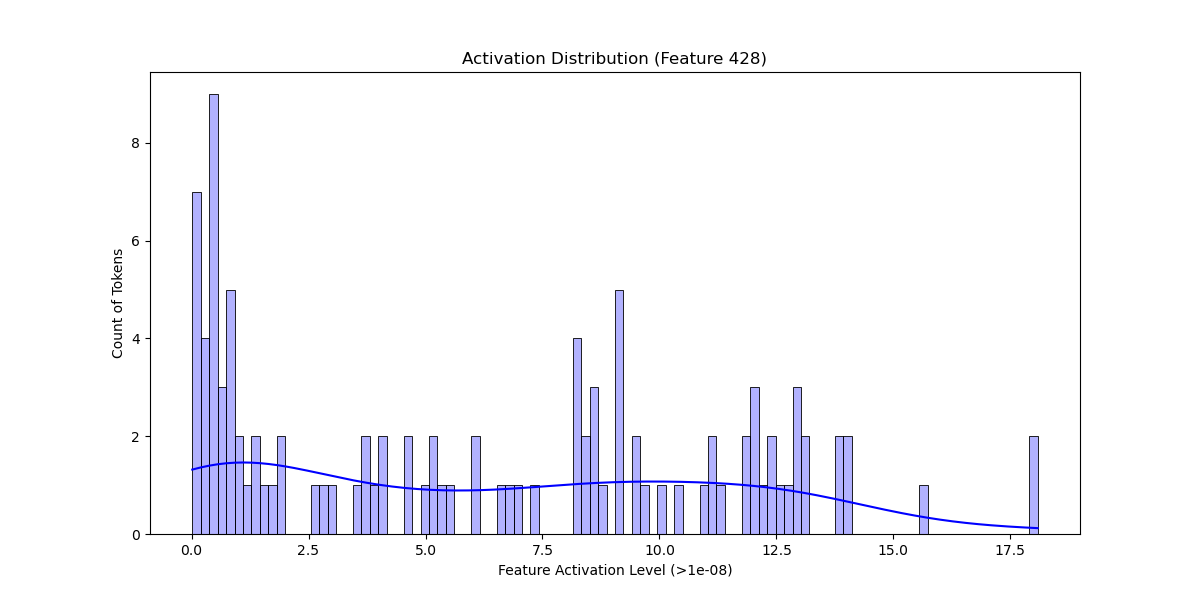 Activation Distribution (Feature 428)
Count of Tokens
8
6
4
2
0
0.0 2.5 5.0 7.5 10.0 12.5 15.0 17.5
Feature Activation Level (>1e-08)